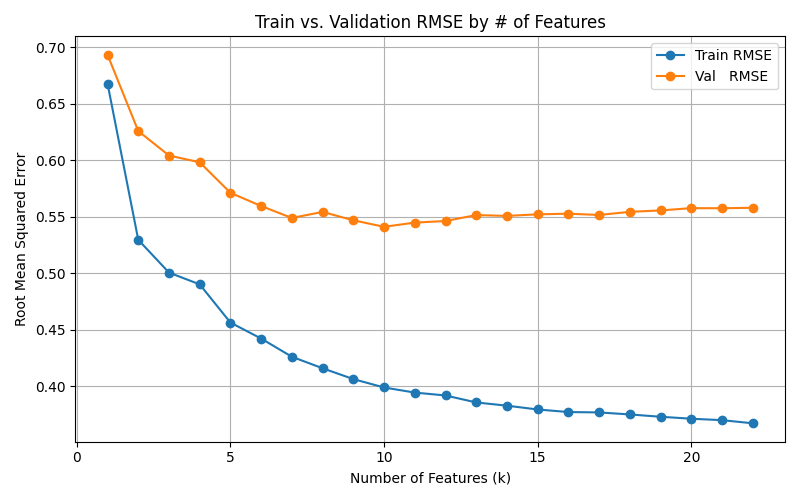 Train vs. Validation RMSE by # of Features
Train RMSE
Val   RMSE
Root Mean Squared Error
0.70
0.65
0.60
0.55
0.50
0.45
0.40
0
5
10
15
20
Number of Features (k)